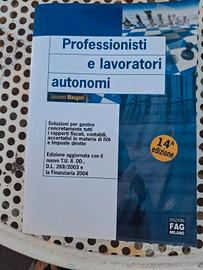 Professionisti
e lavoratori
autonomi
Giovanni Maugeri
Soluzioni per gestire
concretamente tutti
i rapporti fiscali, contabili,
accertativi in materia di IVA
e Imposte dirette
14ª
edizione
Edizione aggiornata con il
nuovo T.U. II. DD.,
D.L. 269/2003 e
la Finanziaria 2004
EDIZIONI
FAG
MILANO